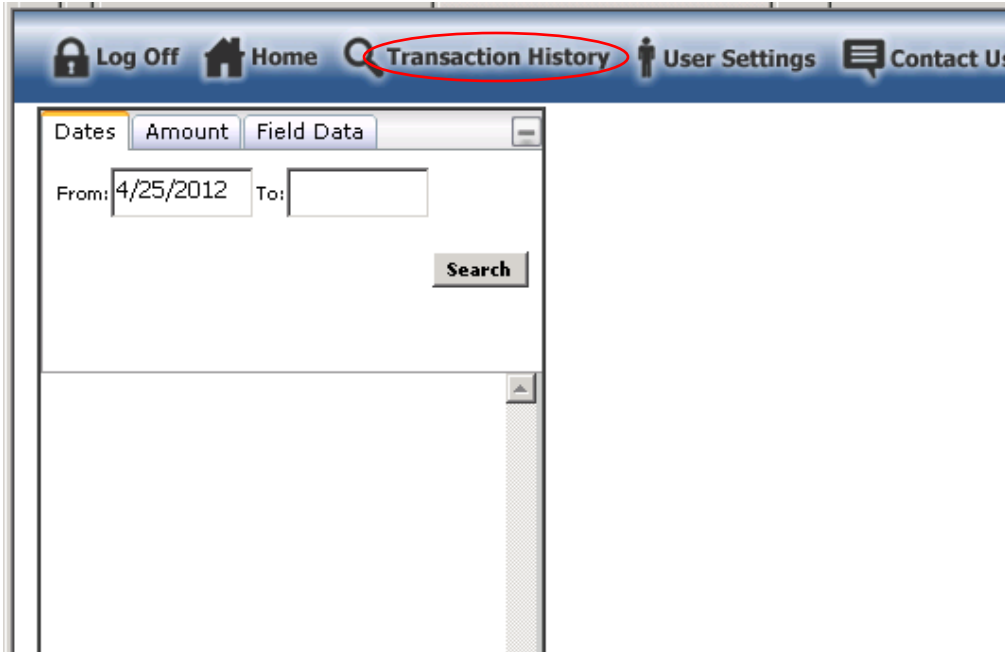 Log Off Home Transaction History User Settings Contact Us
Dates Amount Field Data
From: 4/25/2012 To:
Search